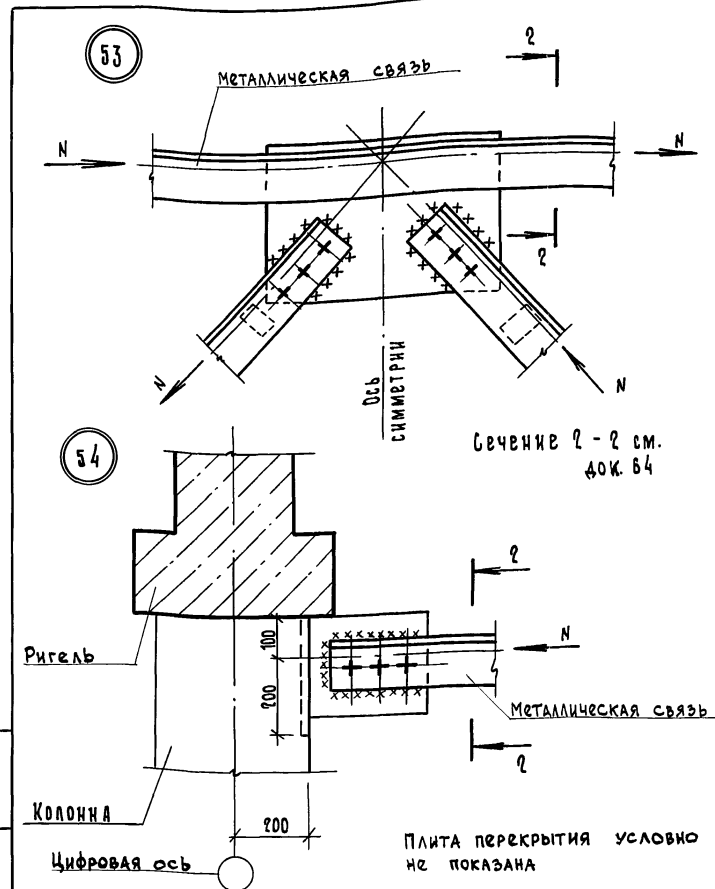 53
2
Металлическая связь
N
N
2
N
N
Ось
симметрии
Сечение 2 - 2 см.
док. 64
54
2
100
N
Ригель
200
Металлическая связь
2
Колонна
200
Плита перекрытия условно
не показана
Цифровая ось